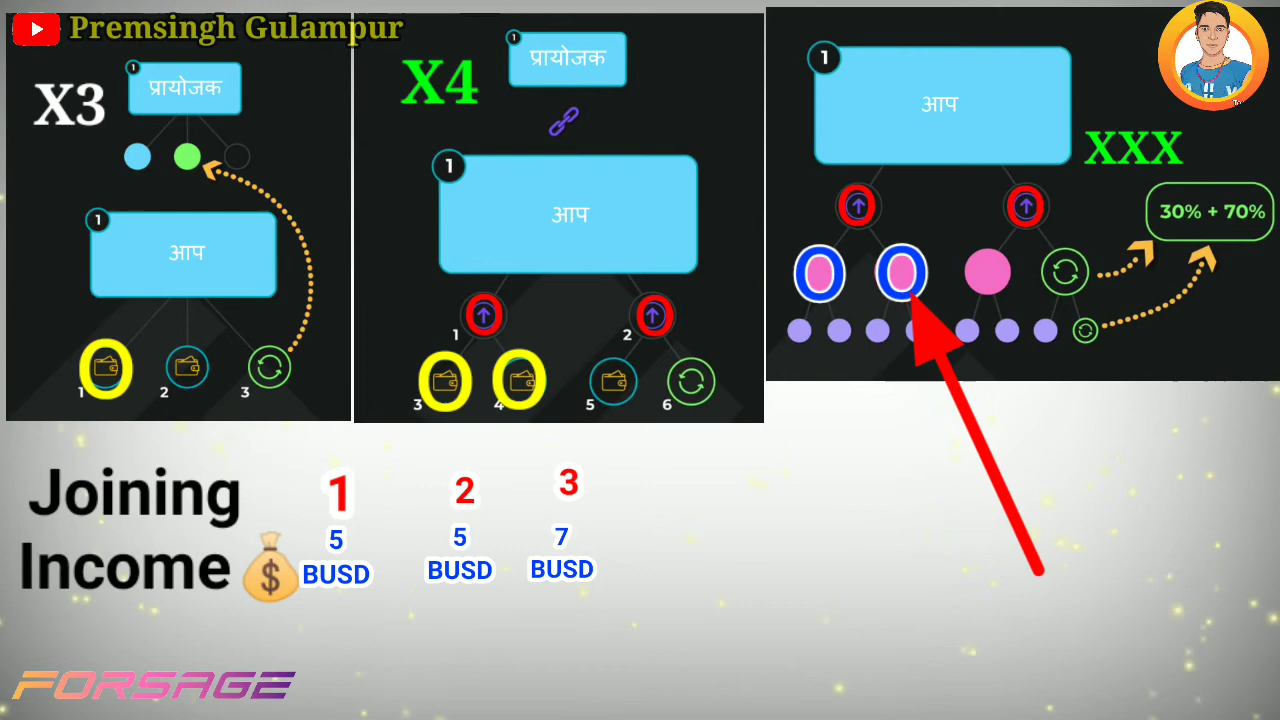 Premsingh Gulampur
X3
1
प्रायोजक
1
आप
1
2
3
X4
1
प्रायोजक
1
आप
1
2
3
4
5
6
1
आप
XXX
30% + 70%
Joining
Income
1
2
3
5
BUSD
5
BUSD
7
BUSD
FORSAGE